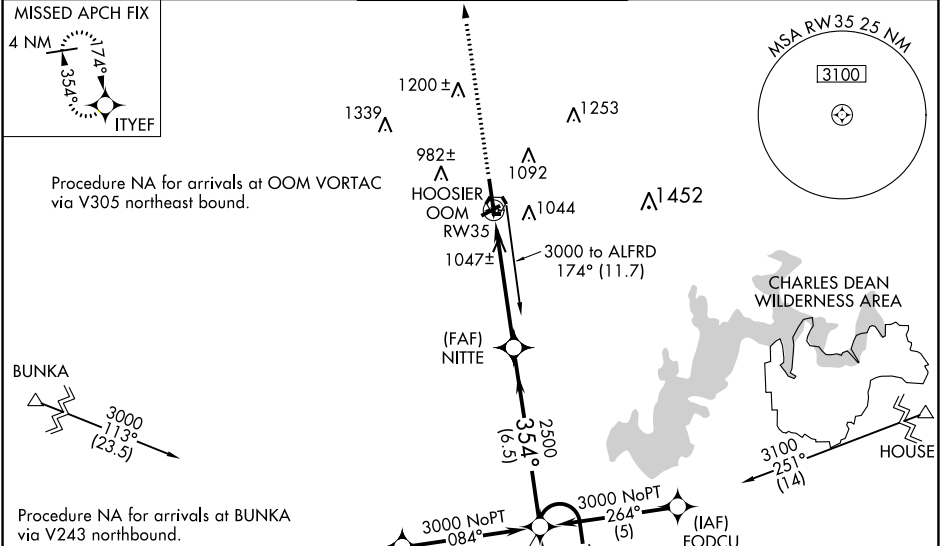 MISSED APCH FIX
4 NM
174°
354°
ITYEF
MSA RW35 25 NM
3100
1200 ±
1339
1253
982±
1092
Procedure NA for arrivals at OOM VORTAC
via V305 northeast bound.
HOOSIER
OOM
RW35
1044
1452
1047±
3000 to ALFRD
174° (11.7)
CHARLES DEAN
WILDERNESS AREA
(FAF)
NITTE
BUNKA
3000
113°
(23.5)
2500
354°
(6.5)
HOUSE
3100
251°
(14)
Procedure NA for arrivals at BUNKA
via V243 northbound.
3000 NoPT
084°
3000 NoPT
264°
(5)
(IAF)